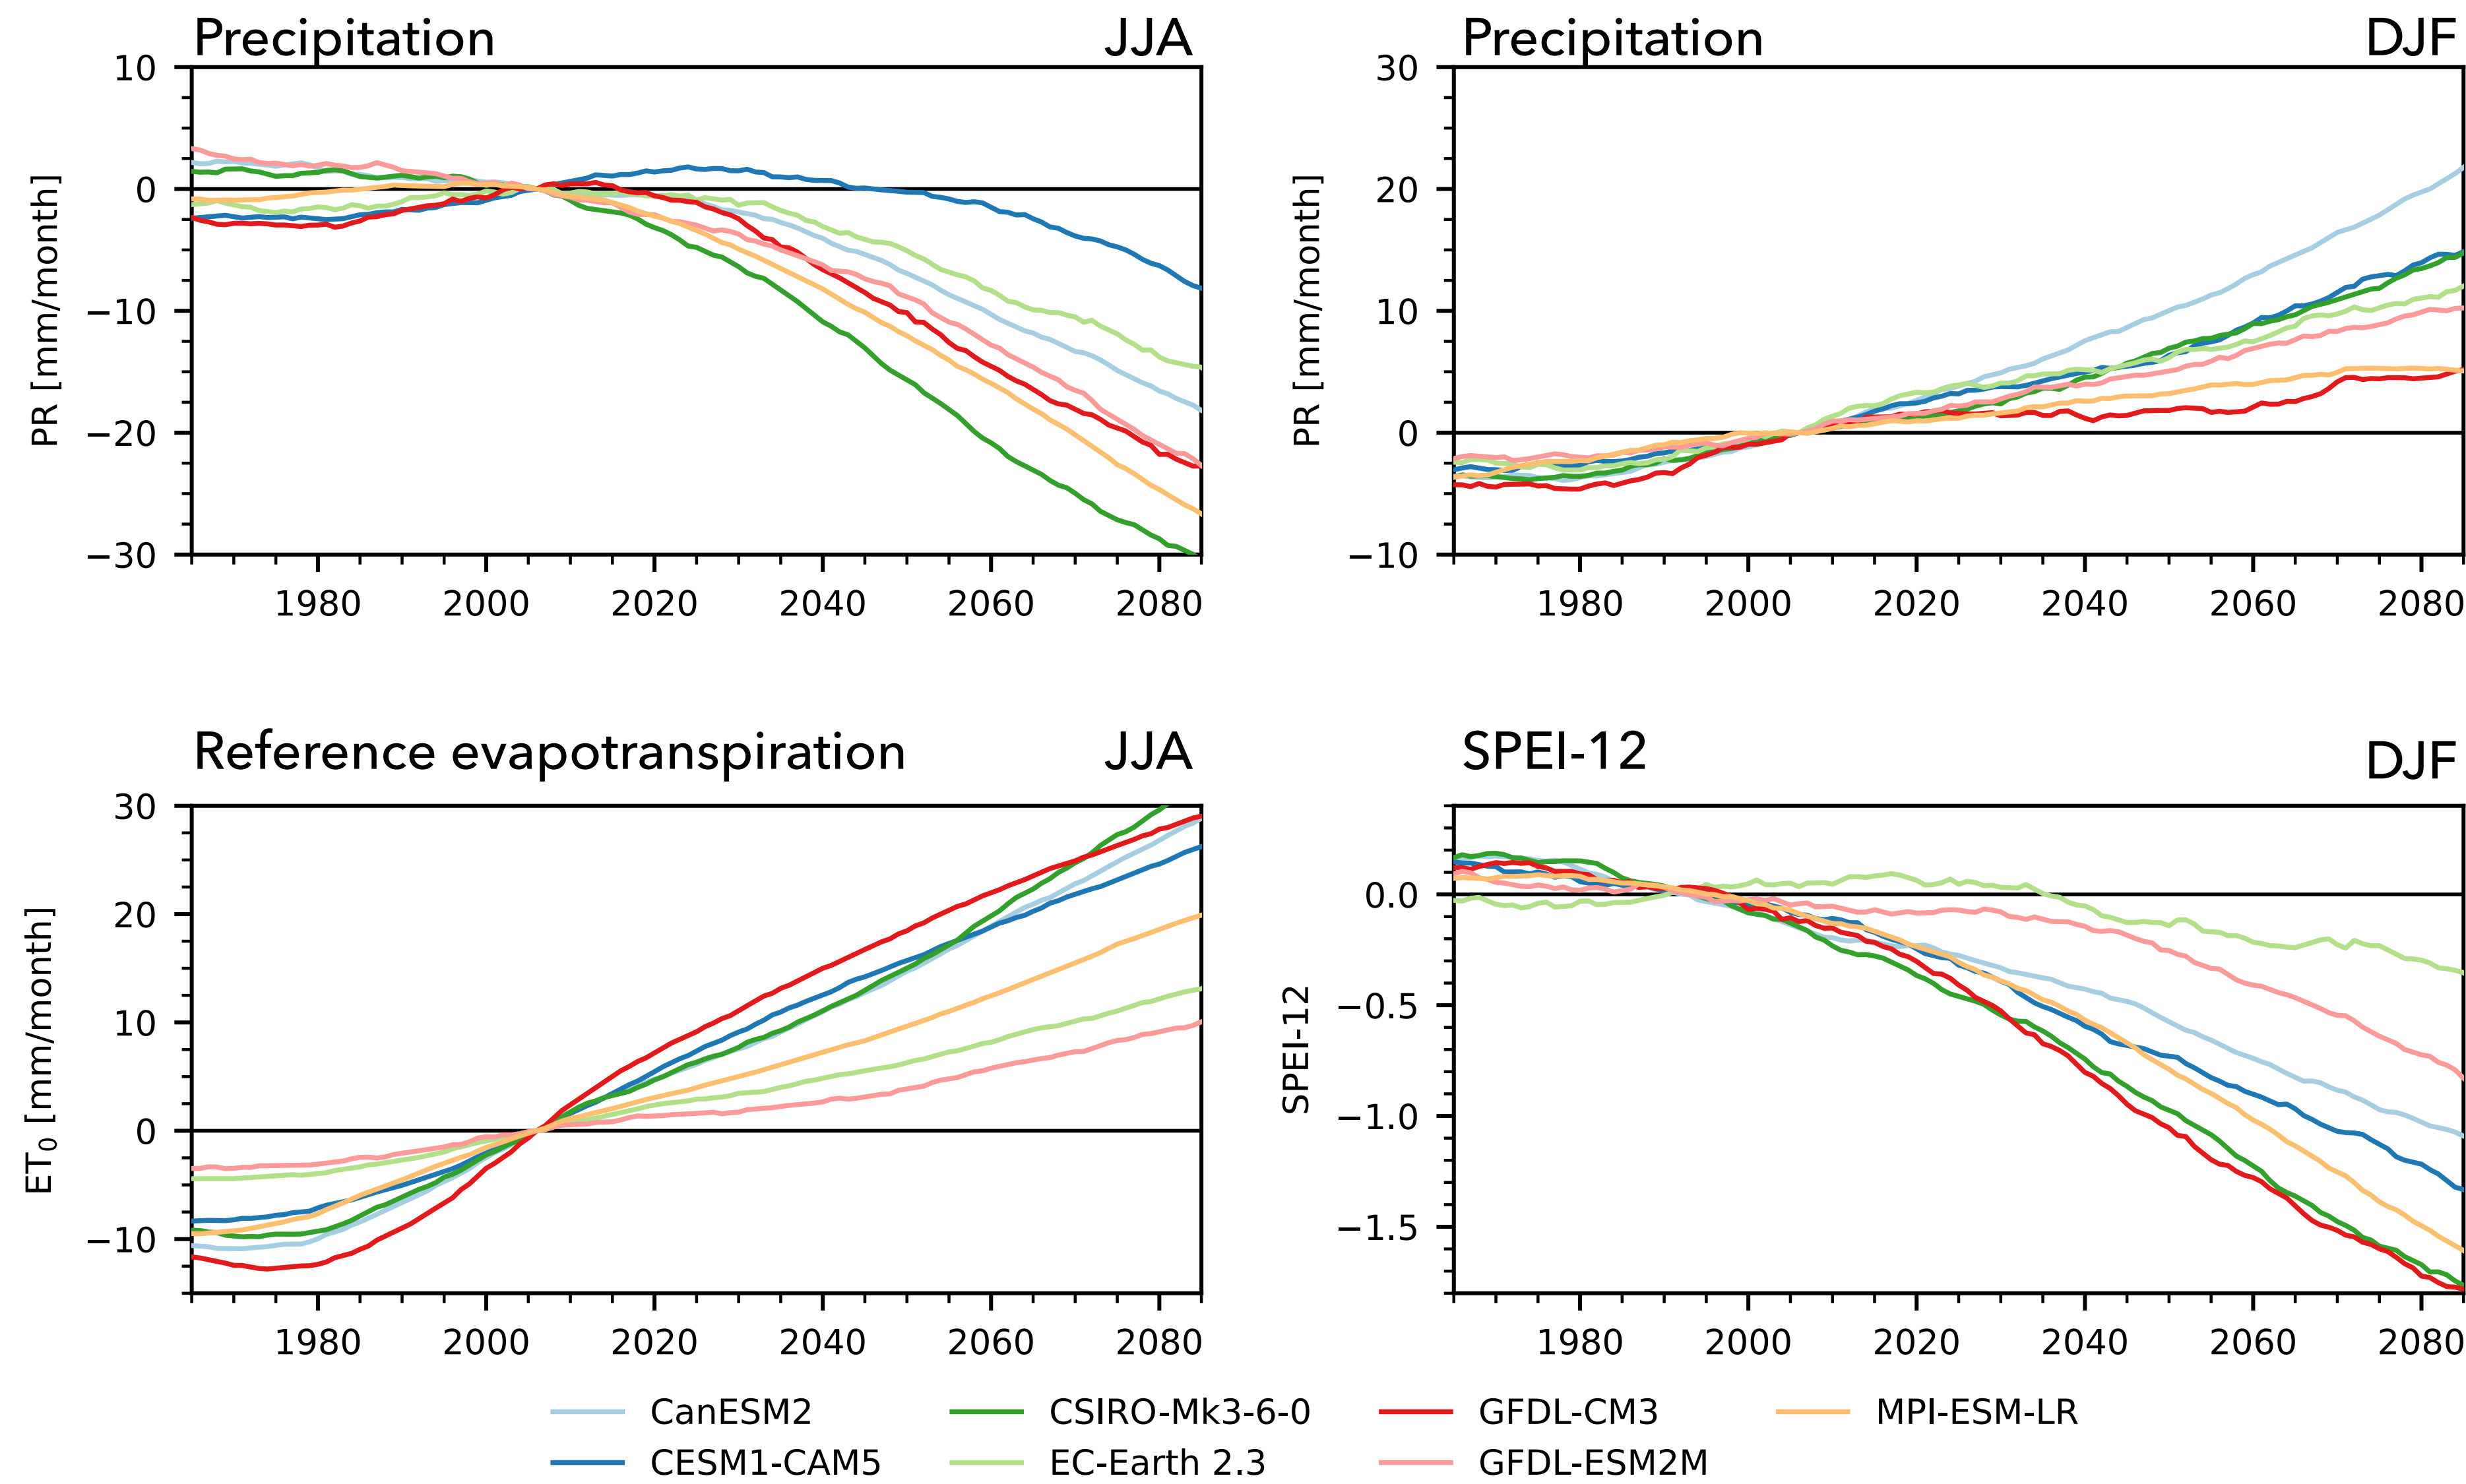 Precipitation JJA
10
0
−10
−20
−30
PR [mm/month]
1980 2000 2020 2040 2060 2080
Precipitation DJF
30
20
10
0
−10
PR [mm/month]
1980 2000 2020 2040 2060 2080
Reference evapotranspiration JJA
30
20
10
0
−10
ET₀ [mm/month]
1980 2000 2020 2040 2060 2080
SPEI-12 DJF
0.0
−0.5
−1.0
−1.5
SPEI-12
1980 2000 2020 2040 2060 2080
CanESM2 CSIRO-Mk3-6-0 GFDL-CM3 MPI-ESM-LR
CESM1-CAM5 EC-Earth 2.3 GFDL-ESM2M